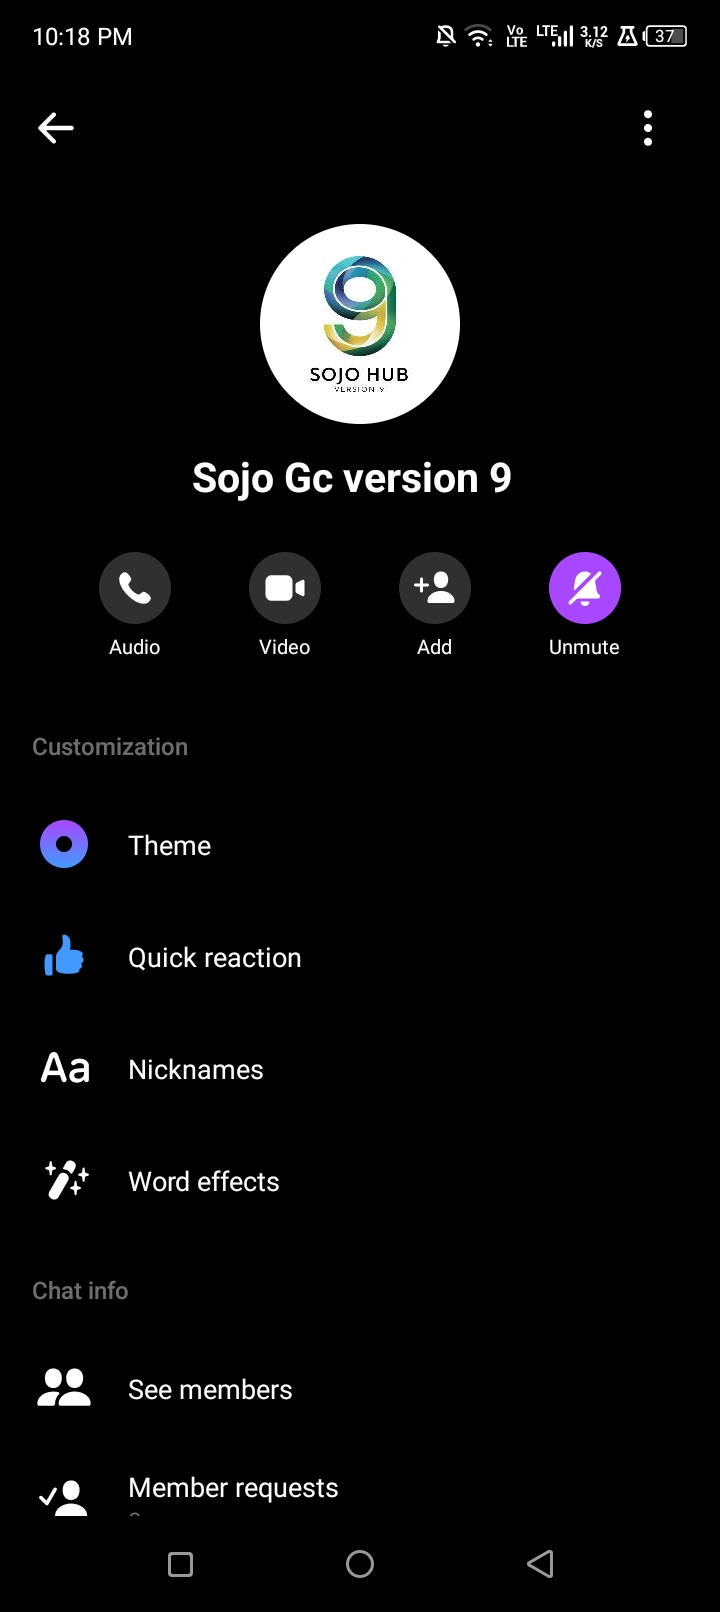 10:18 PM
Vo LTE LTE 3.12 K/S 37
9
SOJO HUB
VERSION 9
Sojo Gc version 9
Audio Video Add Unmute
Customization
Theme
Quick reaction
Aa Nicknames
Word effects
Chat info
See members
Member requests